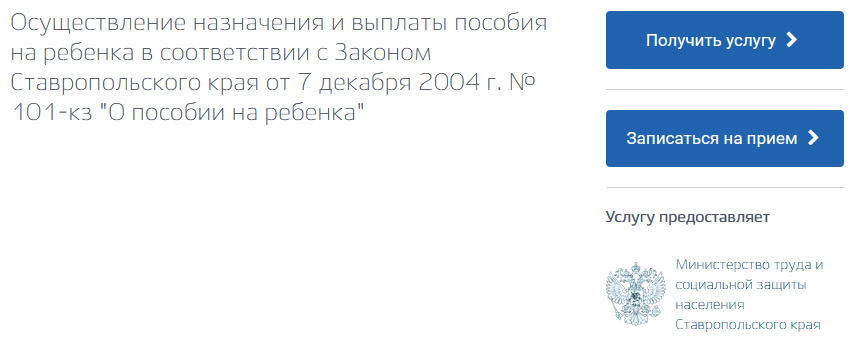 Осуществление назначения и выплаты пособия
на ребенка в соответствии с Законом
Ставропольского края от 7 декабря 2004 г. №
101-кз "О пособии на ребенка"
Получить услугу
Записаться на прием
Услугу предоставляет
Министерство труда и
социальной защиты
населения
Ставропольского края